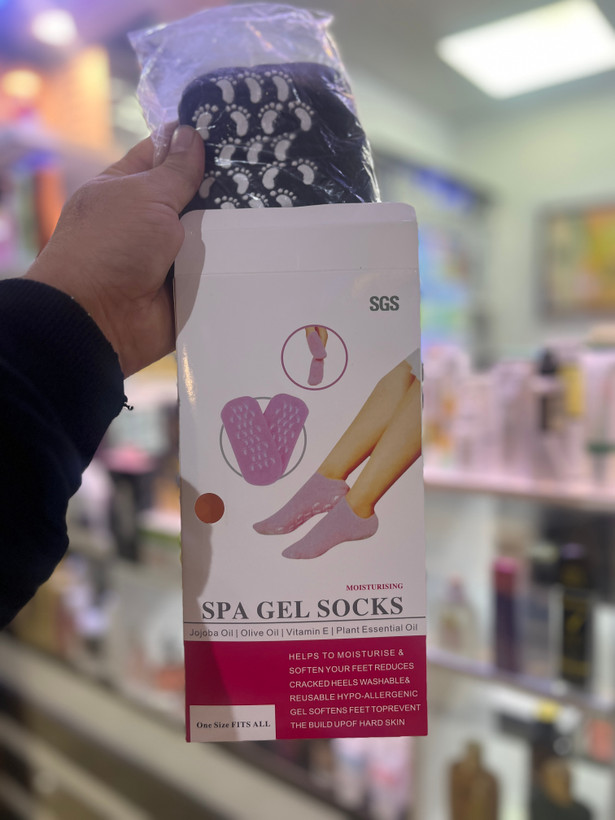 SGS
MOISTURISING
SPA GEL SOCKS
Jojoba Oil | Olive Oil | Vitamin E | Plant Essential Oil
HELPS TO MOISTURISE &
SOFTEN YOUR FEET REDUCES
CRACKED HEELS WASHABLE&
REUSABLE HYPO-ALLERGENIC
GEL SOFTENS FEET TOPREVENT
THE BUILD UPOF HARD SKIN
One Size FITS ALL